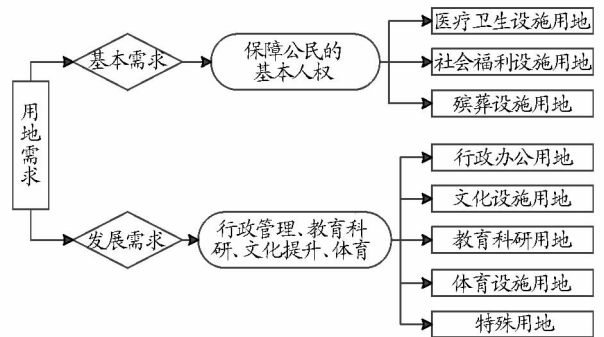 用地需求
基本需求
保障公民的
基本人权
医疗卫生设施用地
社会福利设施用地
殡葬设施用地
发展需求
行政管理、教育科
研、文化提升、体育
行政办公用地
文化设施用地
教育科研用地
体育设施用地
特殊用地